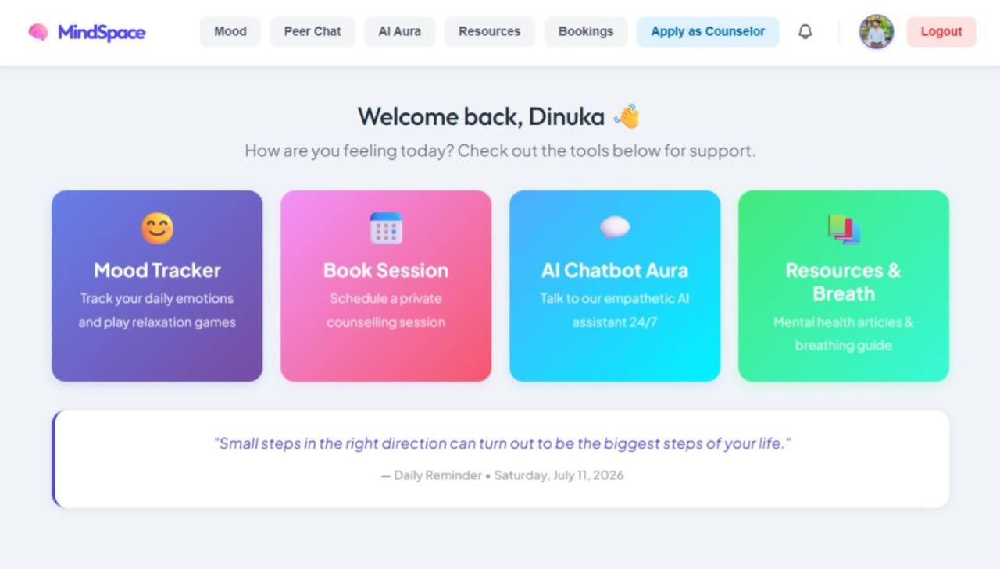 MindSpace
Mood
Peer Chat
AI Aura
Resources
Bookings
Apply as Counselor
Logout
Welcome back, Dinuka 👋
How are you feeling today? Check out the tools below for support.
Mood Tracker
Track your daily emotions
and play relaxation games
Book Session
Schedule a private
counselling session
AI Chatbot Aura
Talk to our empathetic AI
assistant 24/7
Resources &
Breath
Mental health articles &
breathing guide
"Small steps in the right direction can turn out to be the biggest steps of your life."
— Daily Reminder • Saturday, July 11, 2026